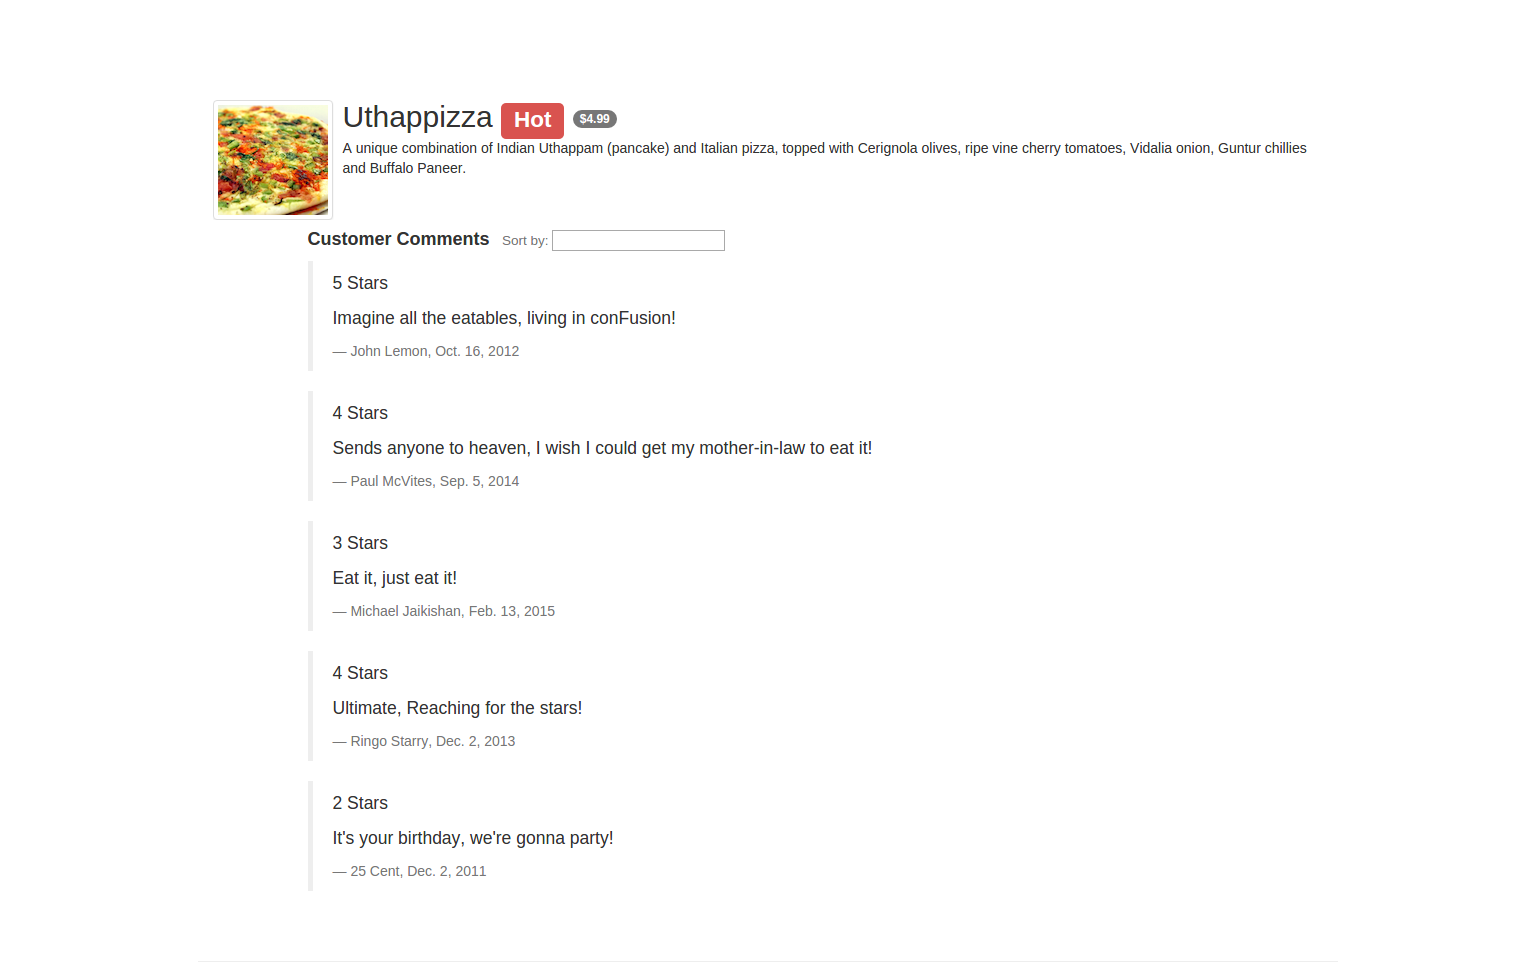 Uthappizza Hot $4.99
A unique combination of Indian Uthappam (pancake) and Italian pizza, topped with Cerignola olives, ripe vine cherry tomatoes, Vidalia onion, Guntur chillies
and Buffalo Paneer.
Customer Comments Sort by:
5 Stars
Imagine all the eatables, living in conFusion!
— John Lemon, Oct. 16, 2012
4 Stars
Sends anyone to heaven, I wish I could get my mother-in-law to eat it!
— Paul McVites, Sep. 5, 2014
3 Stars
Eat it, just eat it!
— Michael Jaikishan, Feb. 13, 2015
4 Stars
Ultimate, Reaching for the stars!
— Ringo Starry, Dec. 2, 2013
2 Stars
It's your birthday, we're gonna party!
— 25 Cent, Dec. 2, 2011